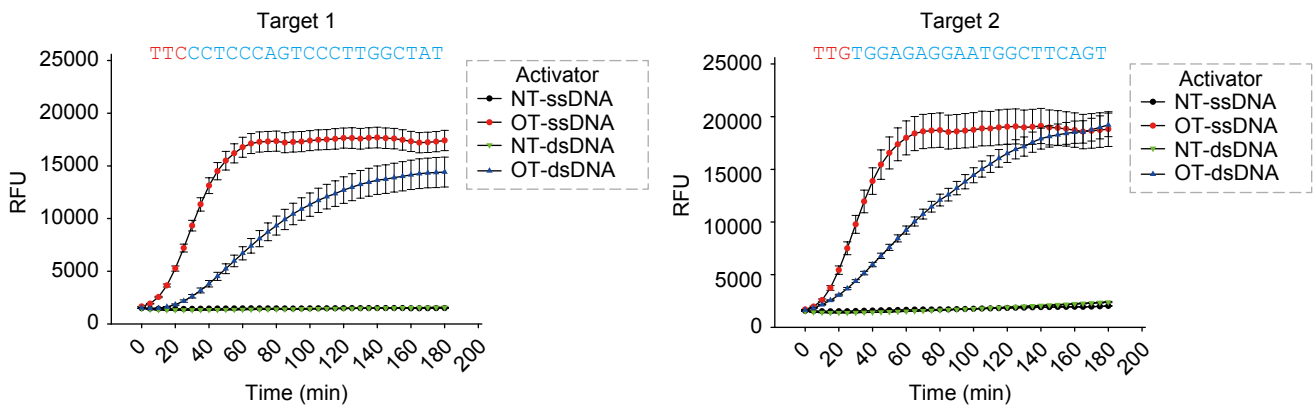 Target 1
TTCCCTCCCAGTCCCTTGGCTAT
RFU
25000
20000
15000
10000
5000
0
0
20
40
60
80
100
120
140
160
180
200
Time (min)
Activator
NT-ssDNA
OT-ssDNA
NT-dsDNA
OT-dsDNA
Target 2
TTGTGGAGAGGAATGGCTTCAGT
RFU
25000
20000
15000
10000
5000
0
0
20
40
60
80
100
120
140
160
180
200
Time (min)
Activator
NT-ssDNA
OT-ssDNA
NT-dsDNA
OT-dsDNA